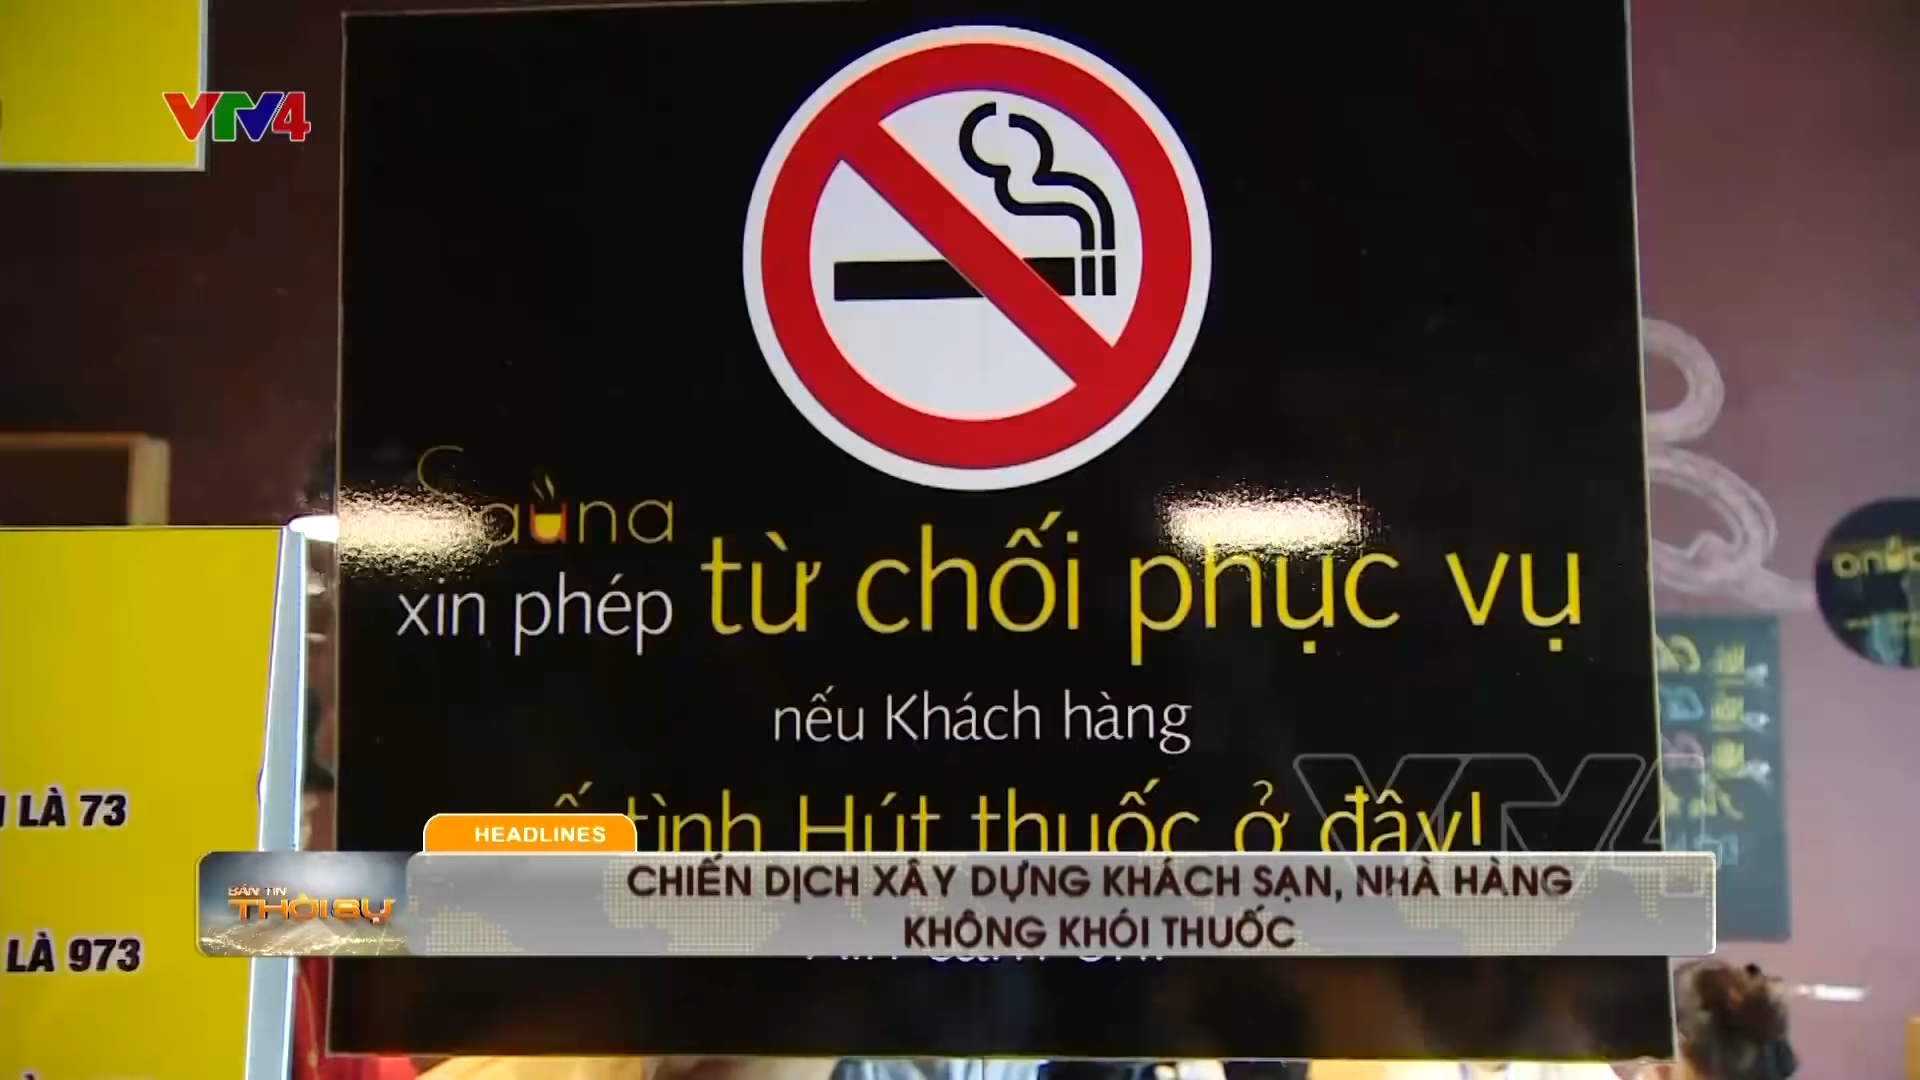 VTV4
Sauna
xin phép từ chối phục vụ
nếu Khách hàng
tình Hút thuốc ở đây!
VTV4
HEADLINES
BẢN TIN
THỜI SỰ
CHIẾN DỊCH XÂY DỰNG KHÁCH SẠN, NHÀ HÀNG
KHÔNG KHÓI THUỐC
LÀ 73
LÀ 973